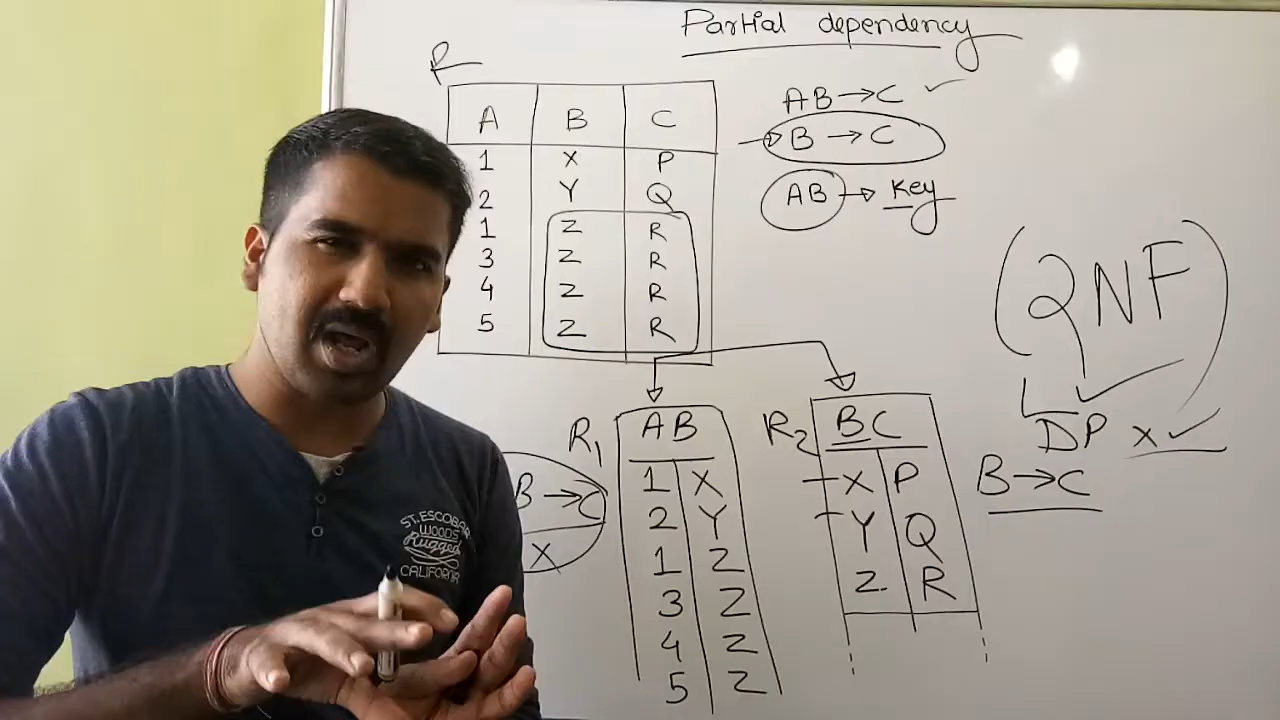 Partial dependency
R
A B C
1 X P
2 Y Q
1 Z R
3 Z R
4 Z R
5 Z R
AB → C ✓
→ B → C
AB → Key
(2NF)
DP × ✓
R1
AB
1 X
2 Y
1 Z
3 Z
4 Z
5 Z
R2
BC
X P
Y Q
Z R
B → C
B → C
X
ST. ESCOBAR
WOODS
Rugged
CALIFORNIA